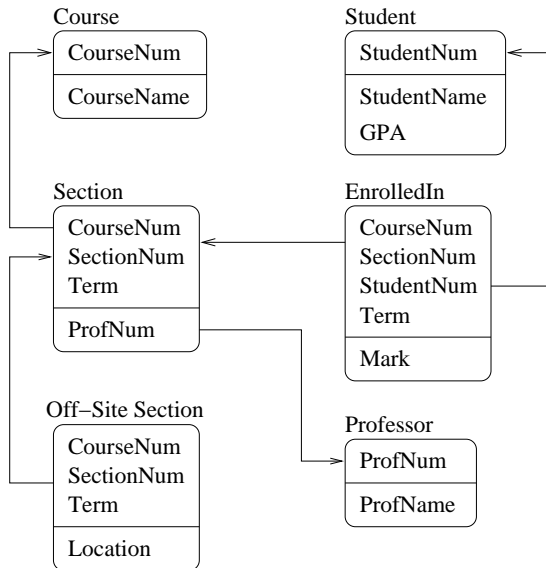 Course
CourseNum
CourseName
Student
StudentNum
StudentName
GPA
Section
CourseNum
SectionNum
Term
ProfNum
EnrolledIn
CourseNum
SectionNum
StudentNum
Term
Mark
Off–Site Section
CourseNum
SectionNum
Term
Location
Professor
ProfNum
ProfName